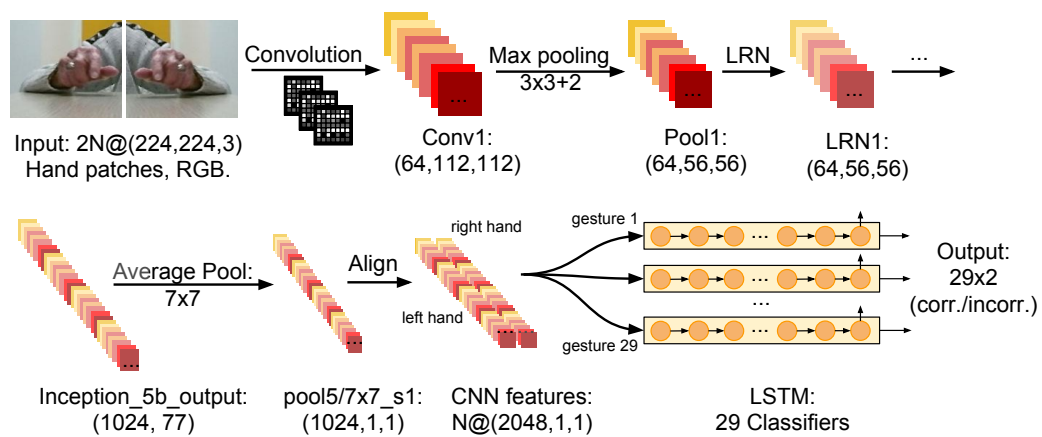 Convolution
Max pooling
3x3+2
LRN
...
...
...
...
Input: 2N@(224,224,3)
Hand patches, RGB.
Conv1:
(64,112,112)
Pool1:
(64,56,56)
LRN1:
(64,56,56)
Average Pool:
7x7
Align
right hand
left hand
gesture 1
...
...
...
...
gesture 29
...
...
...
Output:
29x2
(corr./incorr.)
Inception_5b_output:
(1024, 77)
pool5/7x7_s1:
(1024,1,1)
CNN features:
N@(2048,1,1)
LSTM:
29 Classifiers